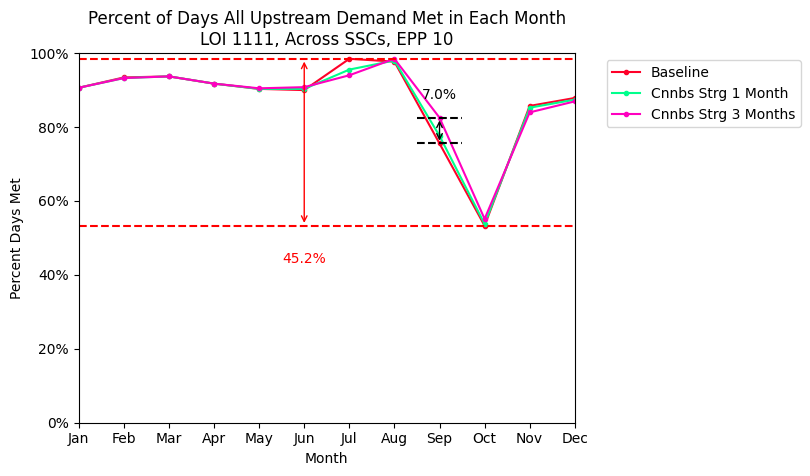 Percent of Days All Upstream Demand Met in Each Month
LOI 1111, Across SSCs, EPP 10
100%
80%
60%
40%
20%
0%
Percent Days Met
7.0%
45.2%
Jan Feb Mar Apr May Jun Jul Aug Sep Oct Nov Dec
Month
Baseline
Cnnbs Strg 1 Month
Cnnbs Strg 3 Months